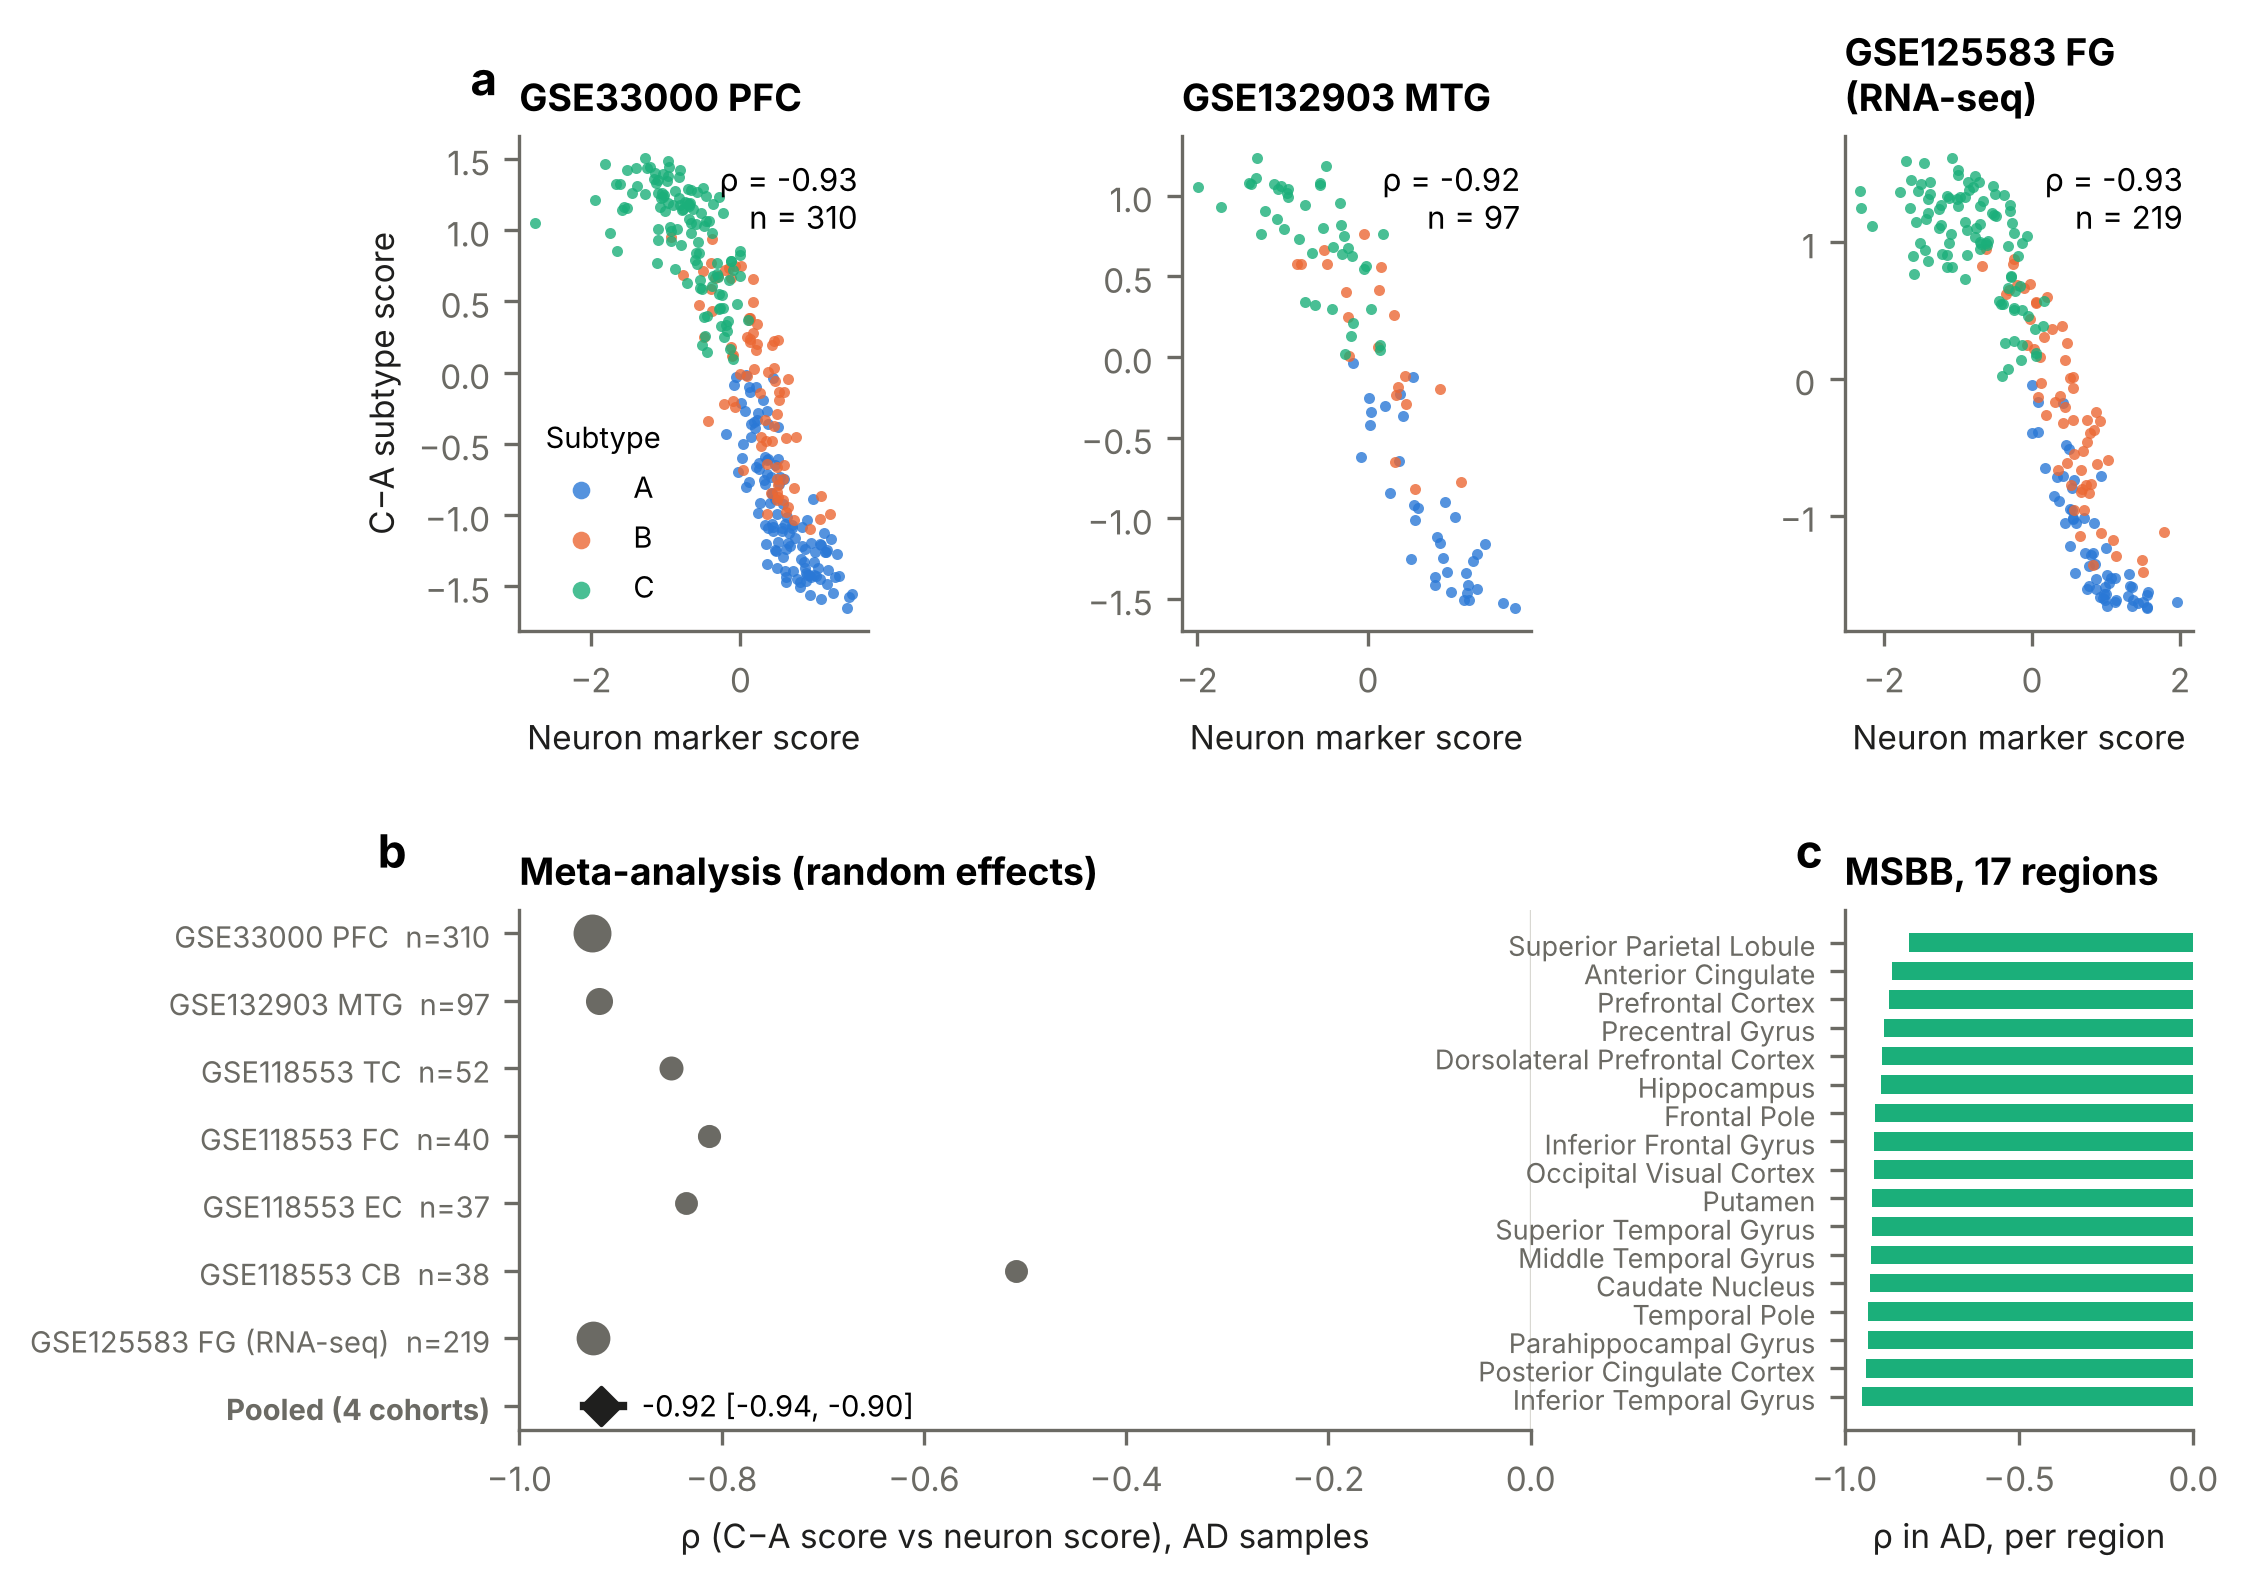 a
GSE33000 PFC
GSE132903 MTG
GSE125583 FG
(RNA-seq)
C−A subtype score
1.5
1.0
0.5
0.0
−0.5
−1.0
−1.5
ρ = -0.93
n = 310
Subtype
A
B
C
−2
0
Neuron marker score
1.0
0.5
0.0
−0.5
−1.0
−1.5
ρ = -0.92
n = 97
−2
0
Neuron marker score
1
0
−1
ρ = -0.93
n = 219
−2
0
2
Neuron marker score
b
Meta-analysis (random effects)
GSE33000 PFC n=310
GSE132903 MTG n=97
GSE118553 TC n=52
GSE118553 FC n=40
GSE118553 EC n=37
GSE118553 CB n=38
GSE125583 FG (RNA-seq) n=219
Pooled (4 cohorts)
-0.92 [-0.94, -0.90]
−1.0
−0.8
−0.6
−0.4
−0.2
0.0
ρ (C−A score vs neuron score), AD samples
c
MSBB, 17 regions
Superior Parietal Lobule
Anterior Cingulate
Prefrontal Cortex
Precentral Gyrus
Dorsolateral Prefrontal Cortex
Hippocampus
Frontal Pole
Inferior Frontal Gyrus
Occipital Visual Cortex
Putamen
Superior Temporal Gyrus
Middle Temporal Gyrus
Caudate Nucleus
Temporal Pole
Parahippocampal Gyrus
Posterior Cingulate Cortex
Inferior Temporal Gyrus
−1.0
−0.5
0.0
ρ in AD, per region